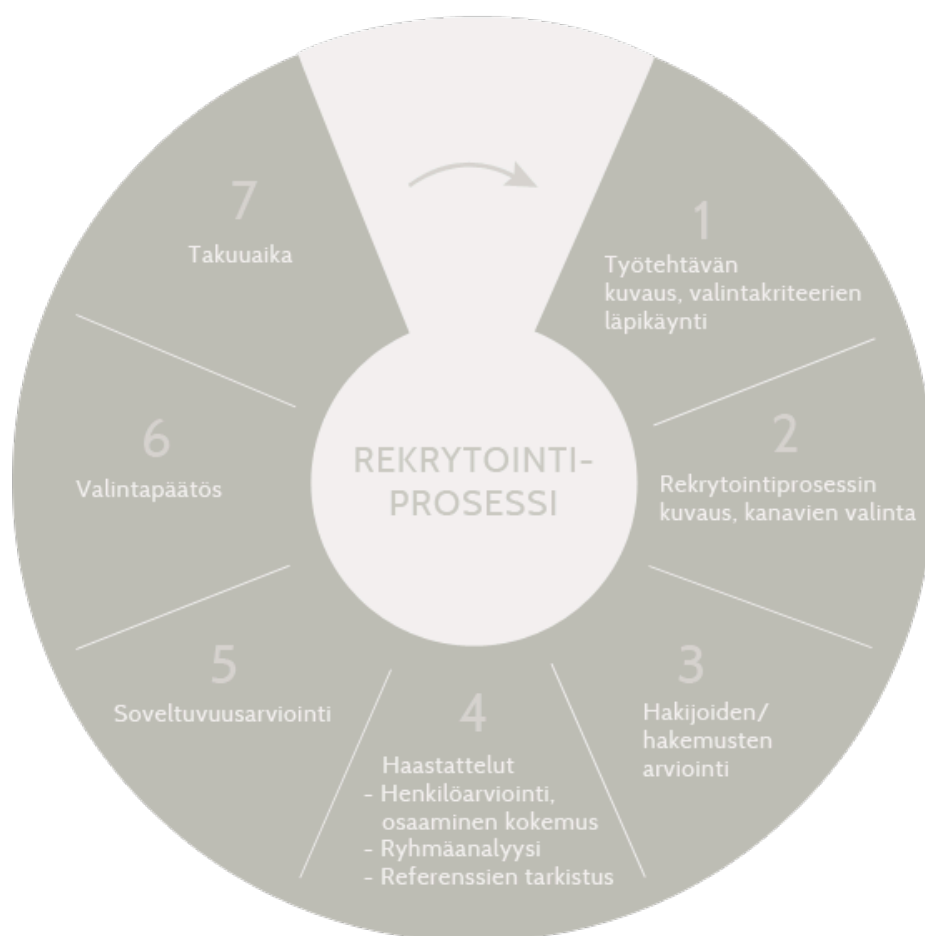 REKRYTOINTI-
PROSESSI
1
Työtehtävän
kuvaus, valintakriteerien
läpikäynti
2
Rekrytointiprosessin
kuvaus, kanavien valinta
3
Hakijoiden/
hakemusten
arviointi
4
Haastattelut
- Henkilöarviointi,
osaaminen kokemus
- Ryhmäanalyysi
- Referenssien tarkistus
5
Soveltuvuusarviointi
6
Valintapäätös
7
Takuuaika